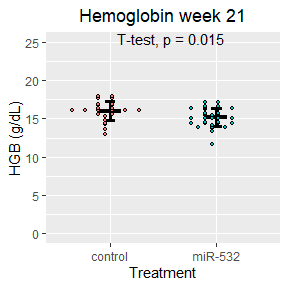 Hemoglobin week 21
T-test, p = 0.015
HGB (g/dL)
25
20
15
10
5
0
control miR-532
Treatment